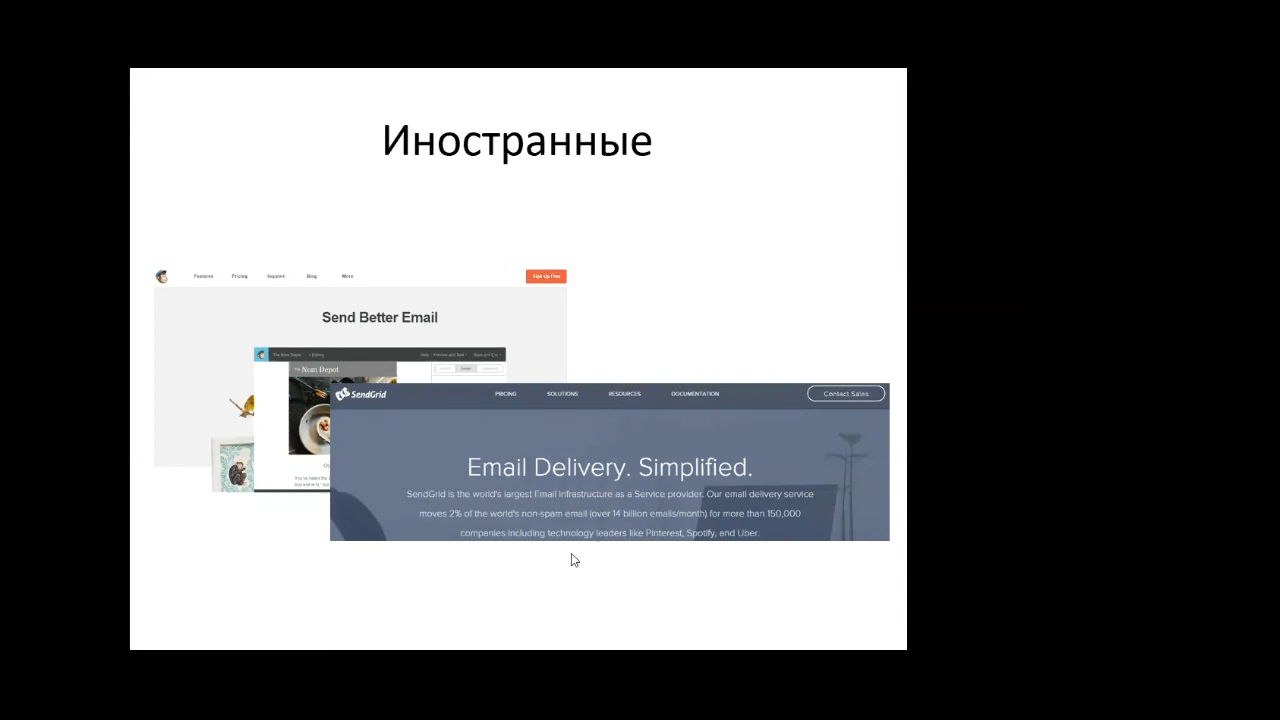 Иностранные
Features Pricing Support Blog More Sign Up Free
Send Better Email
Nom Depot
SendGrid PRICING SOLUTIONS RESOURCES DOCUMENTATION Contact Sales
Email Delivery. Simplified.
SendGrid is the world's largest Email Infrastructure as a Service provider. Our email delivery service
moves 2% of the world's non-spam email (over 14 billion emails/month) for more than 150,000
companies including technology leaders like Pinterest, Spotify, and Uber.